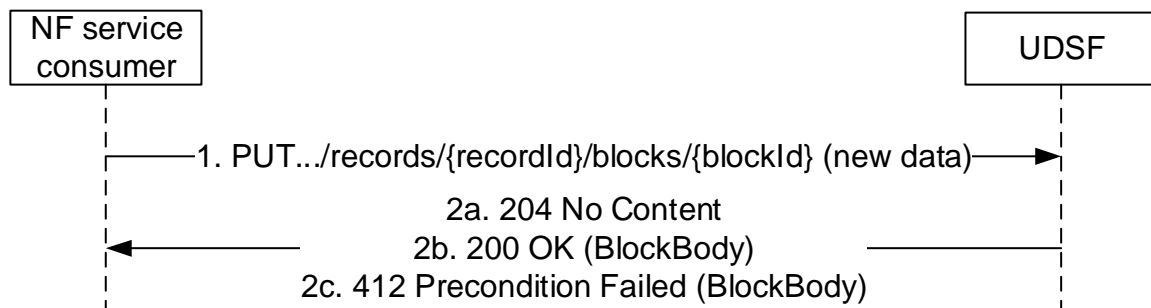 NF service
consumer
UDSF
1. PUT.../records/{recordId}/blocks/{blockId} (new data)
2a. 204 No Content
2b. 200 OK (BlockBody)
2c. 412 Precondition Failed (BlockBody)